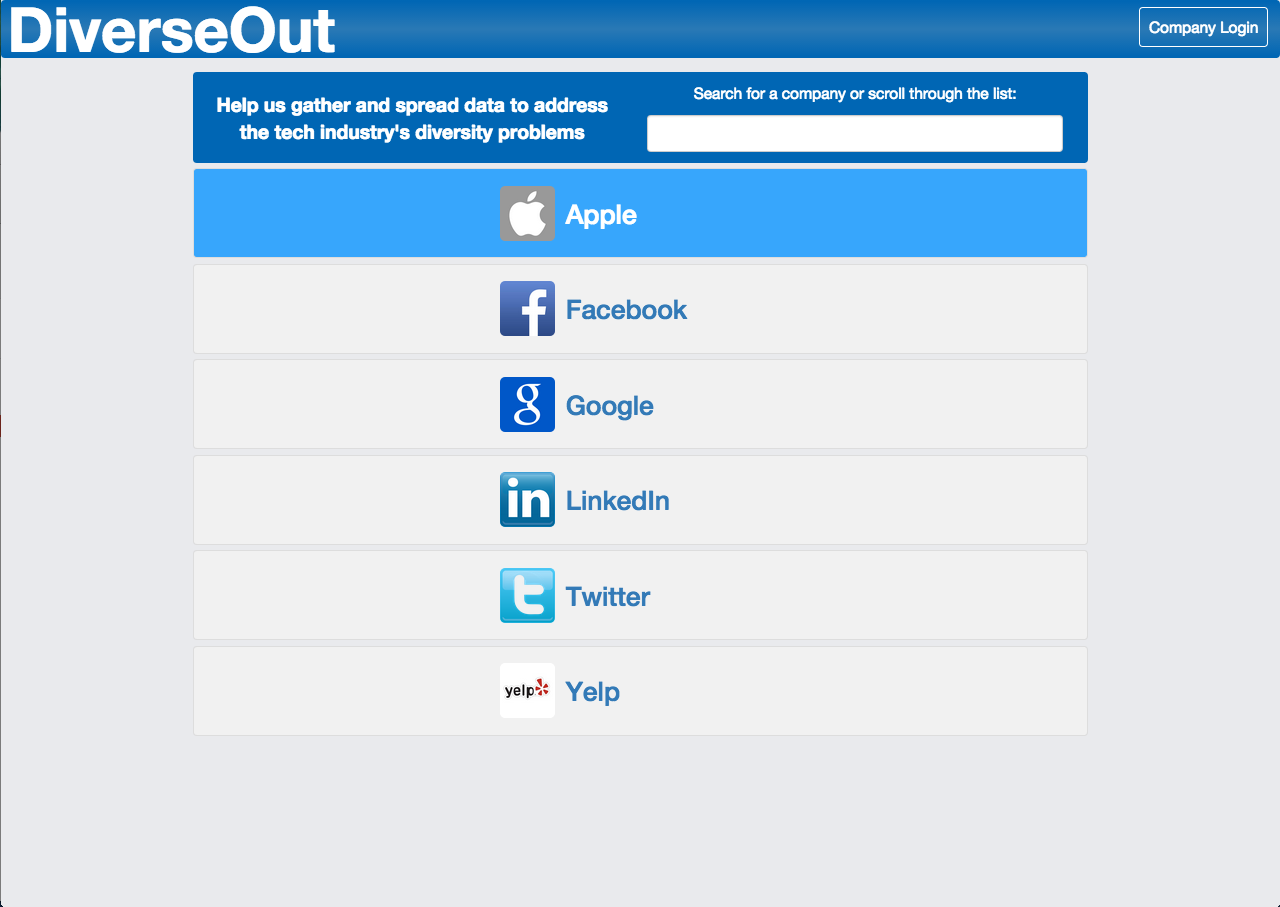 DiverseOut
Company Login
Help us gather and spread data to address
the tech industry's diversity problems
Search for a company or scroll through the list:
Apple
f
Facebook
g
Google
in
LinkedIn
t
Twitter
yelp
Yelp